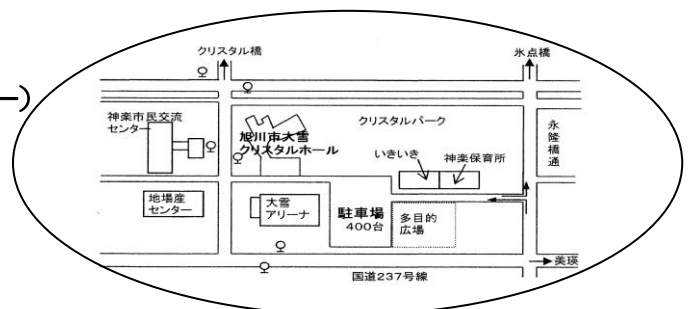 クリスタル橋
氷点橋
神楽市民交流
センター
旭川市大雪
クリスタルホール
クリスタルパーク
永隆橋通
いきいき
神楽保育所
地場産
センター
大雪
アリーナ
駐車場
400台
多目的
広場
美瑛
国道237号線